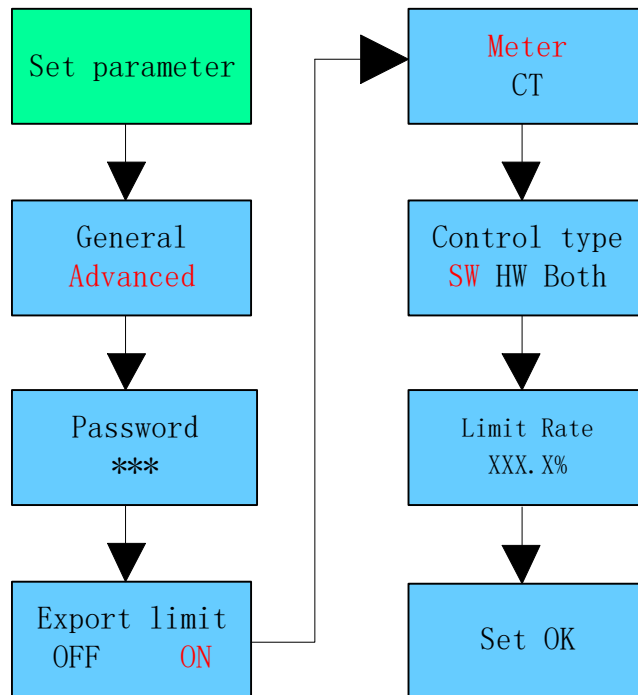 Set parameter
General
Advanced
Password
***
Export limit
OFF ON
Meter
CT
Control type
SW HW Both
Limit Rate
XXX.X%
Set OK